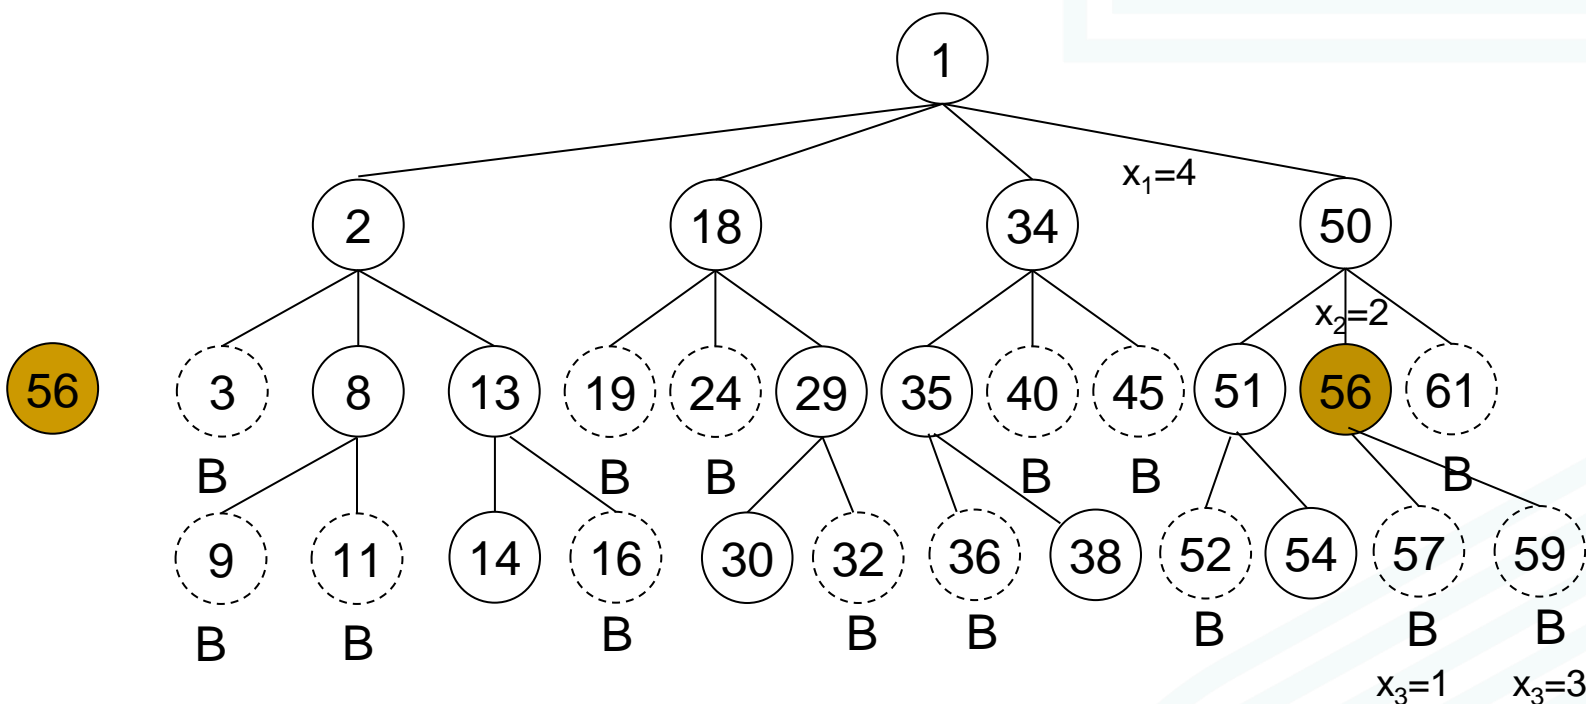 1
x₁=4
2 18 34 50
x₂=2
56 3 8 13 19 24 29 35 40 45 51 56 61
B B B B B B
9 11 14 16 30 32 36 38 52 54 57 59
B B B B B B B B
x₃=1 x₃=3